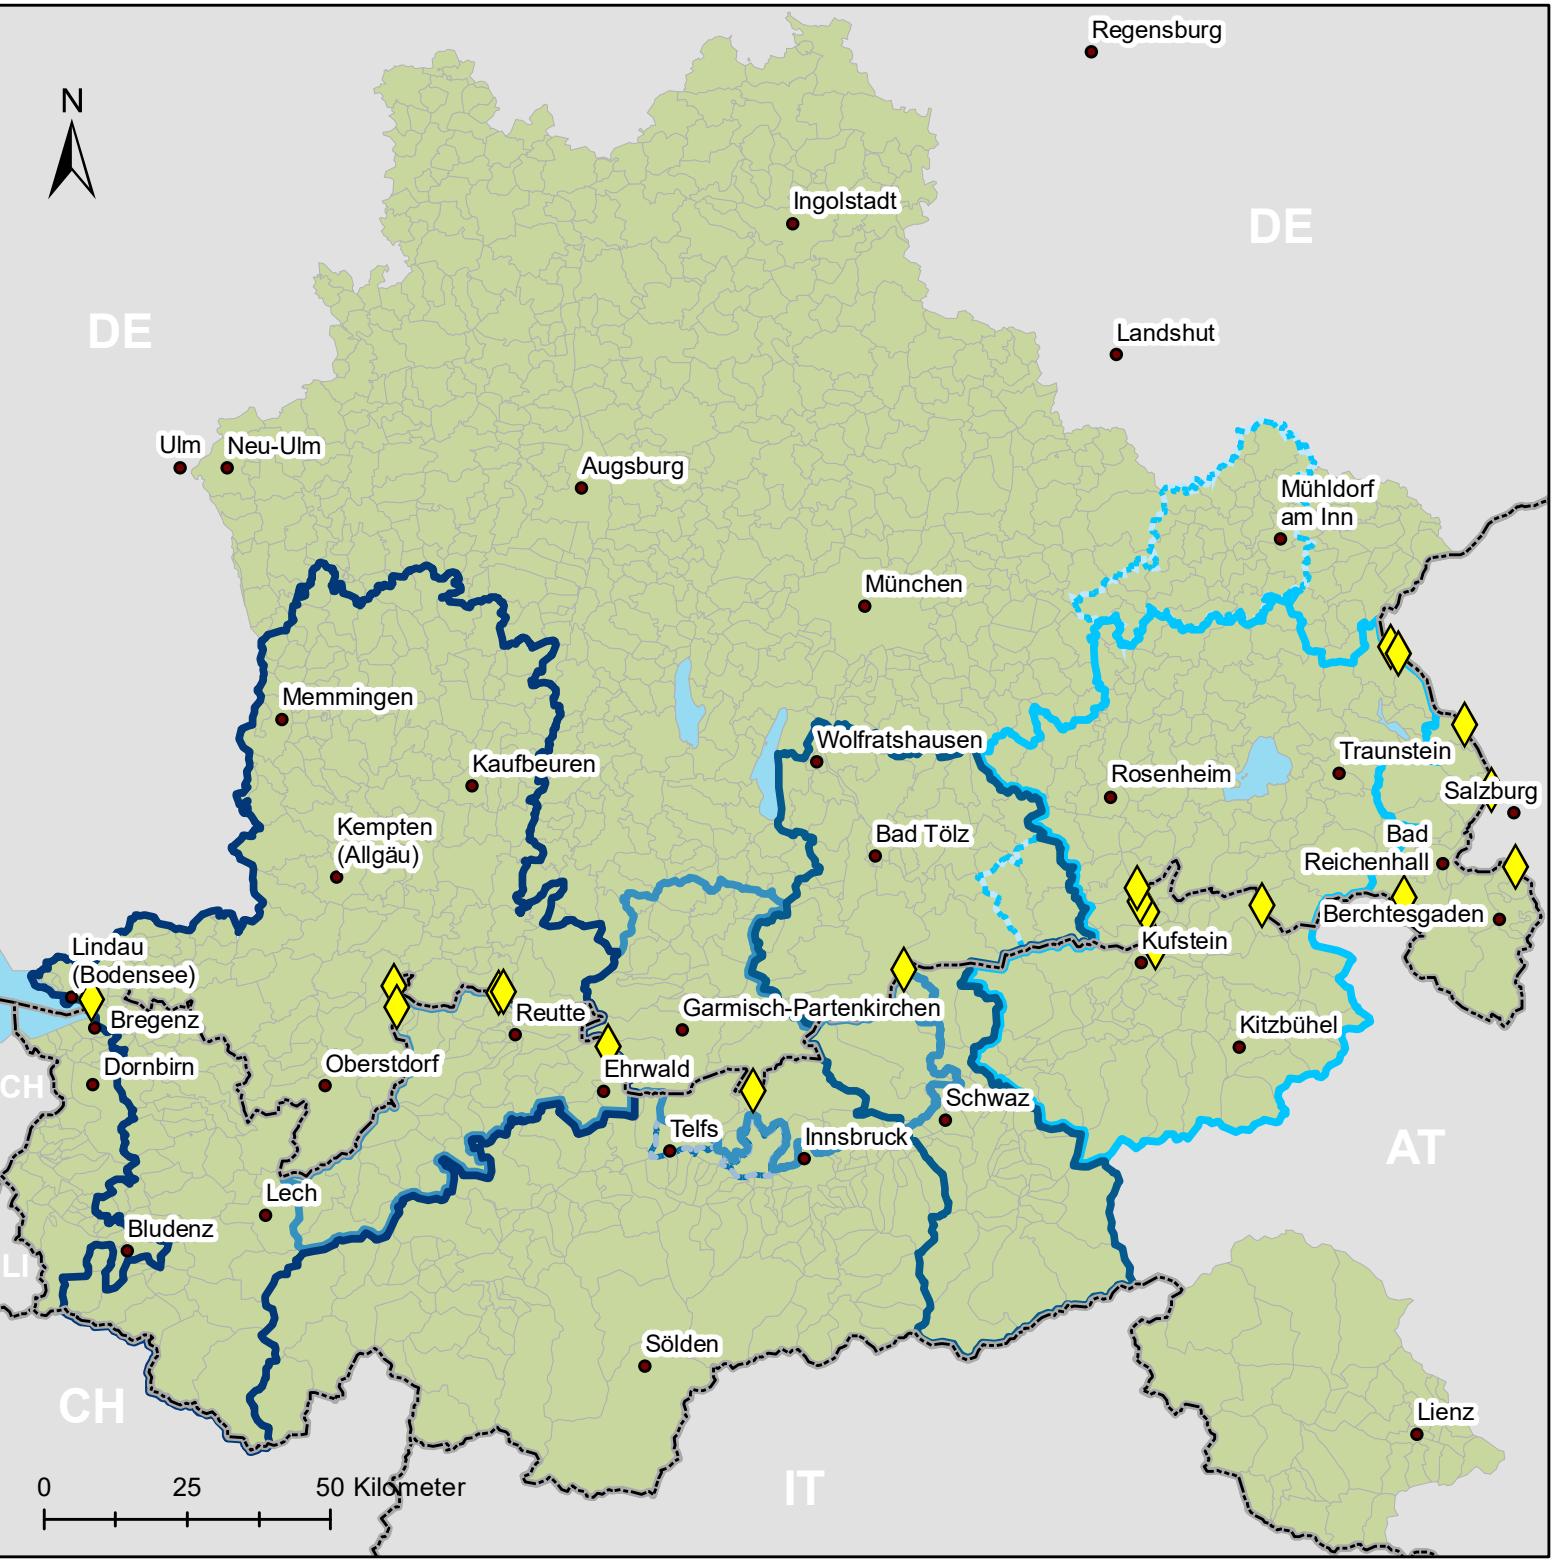 Regensburg
N
Ingolstadt
DE
DE
Landshut
Ulm
Neu-Ulm
Augsburg
Mühldorf
am Inn
München
Memmingen
Wolfratshausen
Traunstein
Kaufbeuren
Rosenheim
Salzburg
Kempten
(Allgäu)
Bad Tölz
Bad
Reichenhall
Berchtesgaden
Lindau
(Bodensee)
Kufstein
Bregenz
Reutte
Garmisch-Partenkirchen
Kitzbühel
Dornbirn
Oberstdorf
Ehrwald
CH
Schwaz
Telfs
Innsbruck
AT
Lech
Bludenz
LI
Sölden
CH
Lienz
IT
0 25 50 Kilometer